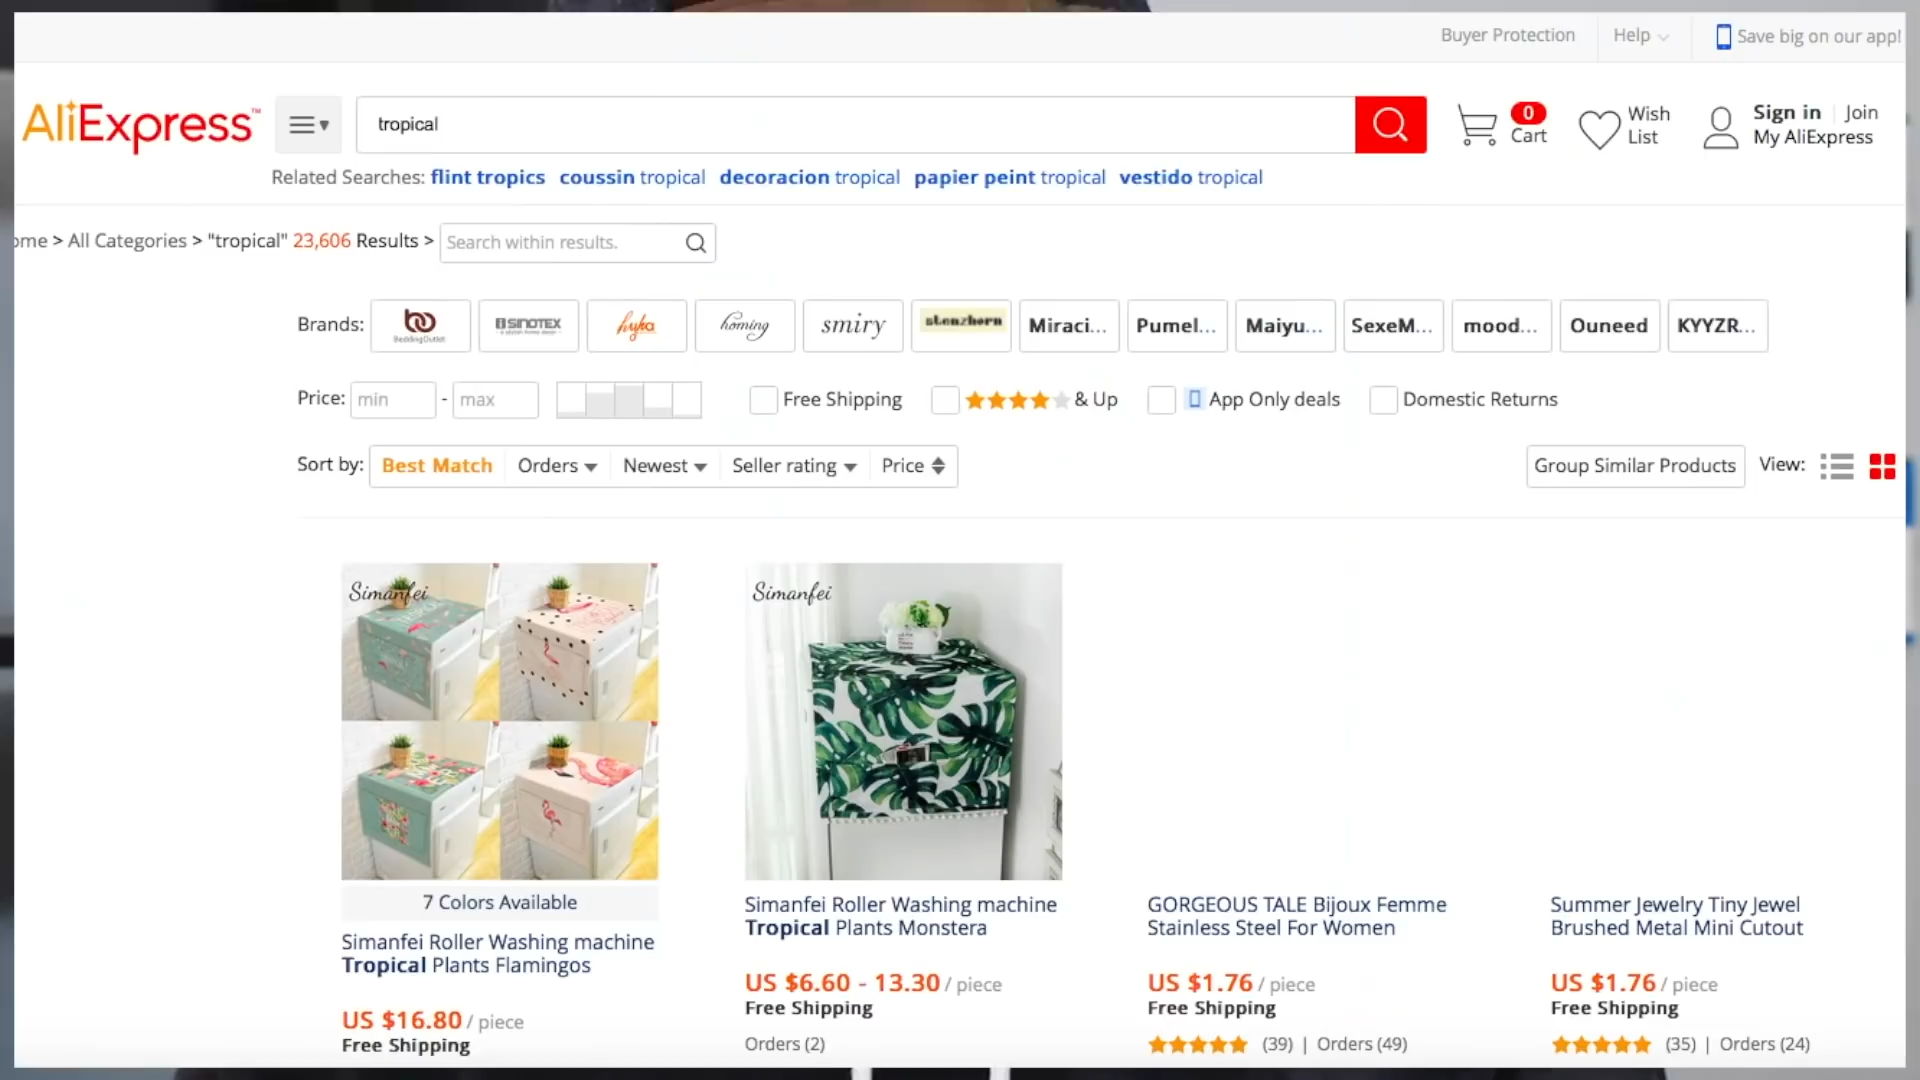 Buyer Protection Help Save big on our app!
AliExpress™
tropical
0
Cart
Wish
List
Sign in Join
My AliExpress
Related Searches: flint tropics coussin tropical decoracion tropical papier peint tropical vestido tropical
ome > All Categories > "tropical" 23,606 Results > Search within results.
Brands: BeddingOutlet SINOTEX hyha homing smiry stenzhorn Miraci... Pumel... Maiyu... SexeM... mood... Ouneed KYYZR...
Price: min - max Free Shipping & Up App Only deals Domestic Returns
Sort by: Best Match Orders Newest Seller rating Price Group Similar Products View:
Simanfei
7 Colors Available
Simanfei Roller Washing machine
Tropical Plants Flamingos
US $16.80 / piece
Free Shipping
Simanfei
Simanfei Roller Washing machine
Tropical Plants Monstera
US $6.60 - 13.30 / piece
Free Shipping
Orders (2)
GORGEOUS TALE Bijoux Femme
Stainless Steel For Women
US $1.76 / piece
Free Shipping
(39) | Orders (49)
Summer Jewelry Tiny Jewel
Brushed Metal Mini Cutout
US $1.76 / piece
Free Shipping
(35) | Orders (24)